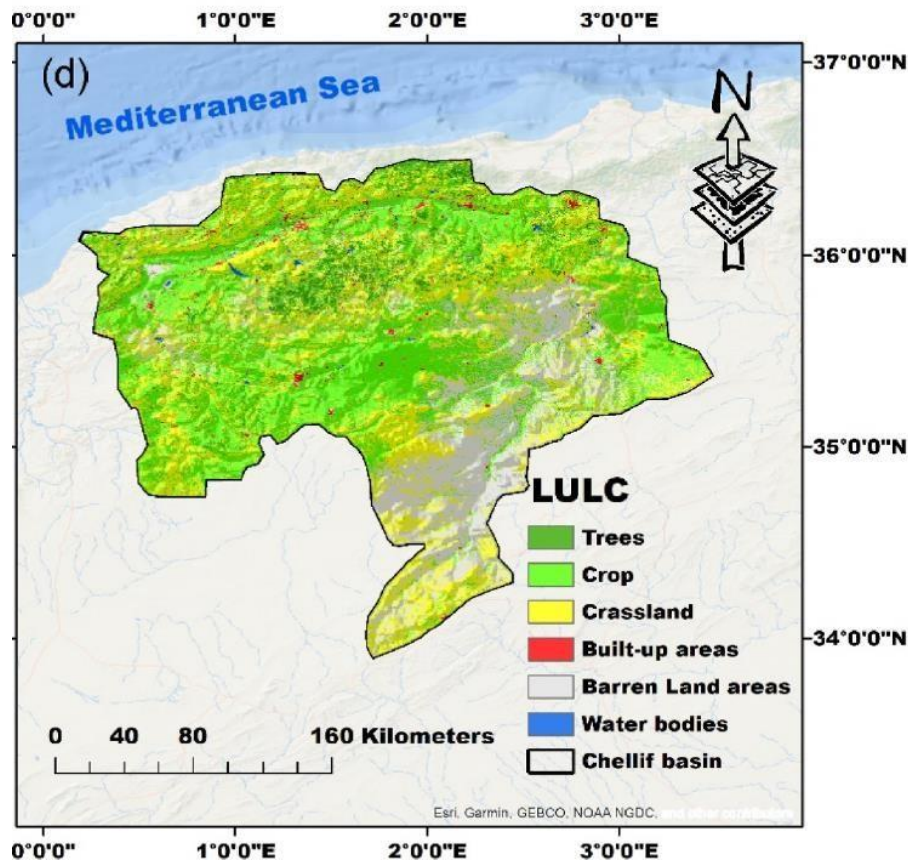 0°0'0" 1°0'0"E 2°0'0"E 3°0'0"E
(d)
Mediterranean Sea
N
37°0'0"N
36°0'0"N
35°0'0"N
34°0'0"N
LULC
Trees
Crop
Crassland
Built-up areas
Barren Land areas
Water bodies
Chellif basin
0 40 80 160 Kilometers
Esri, Garmin, GEBCO, NOAA NGDC, and other contributors
0°0'0" 1°0'0"E 2°0'0"E 3°0'0"E